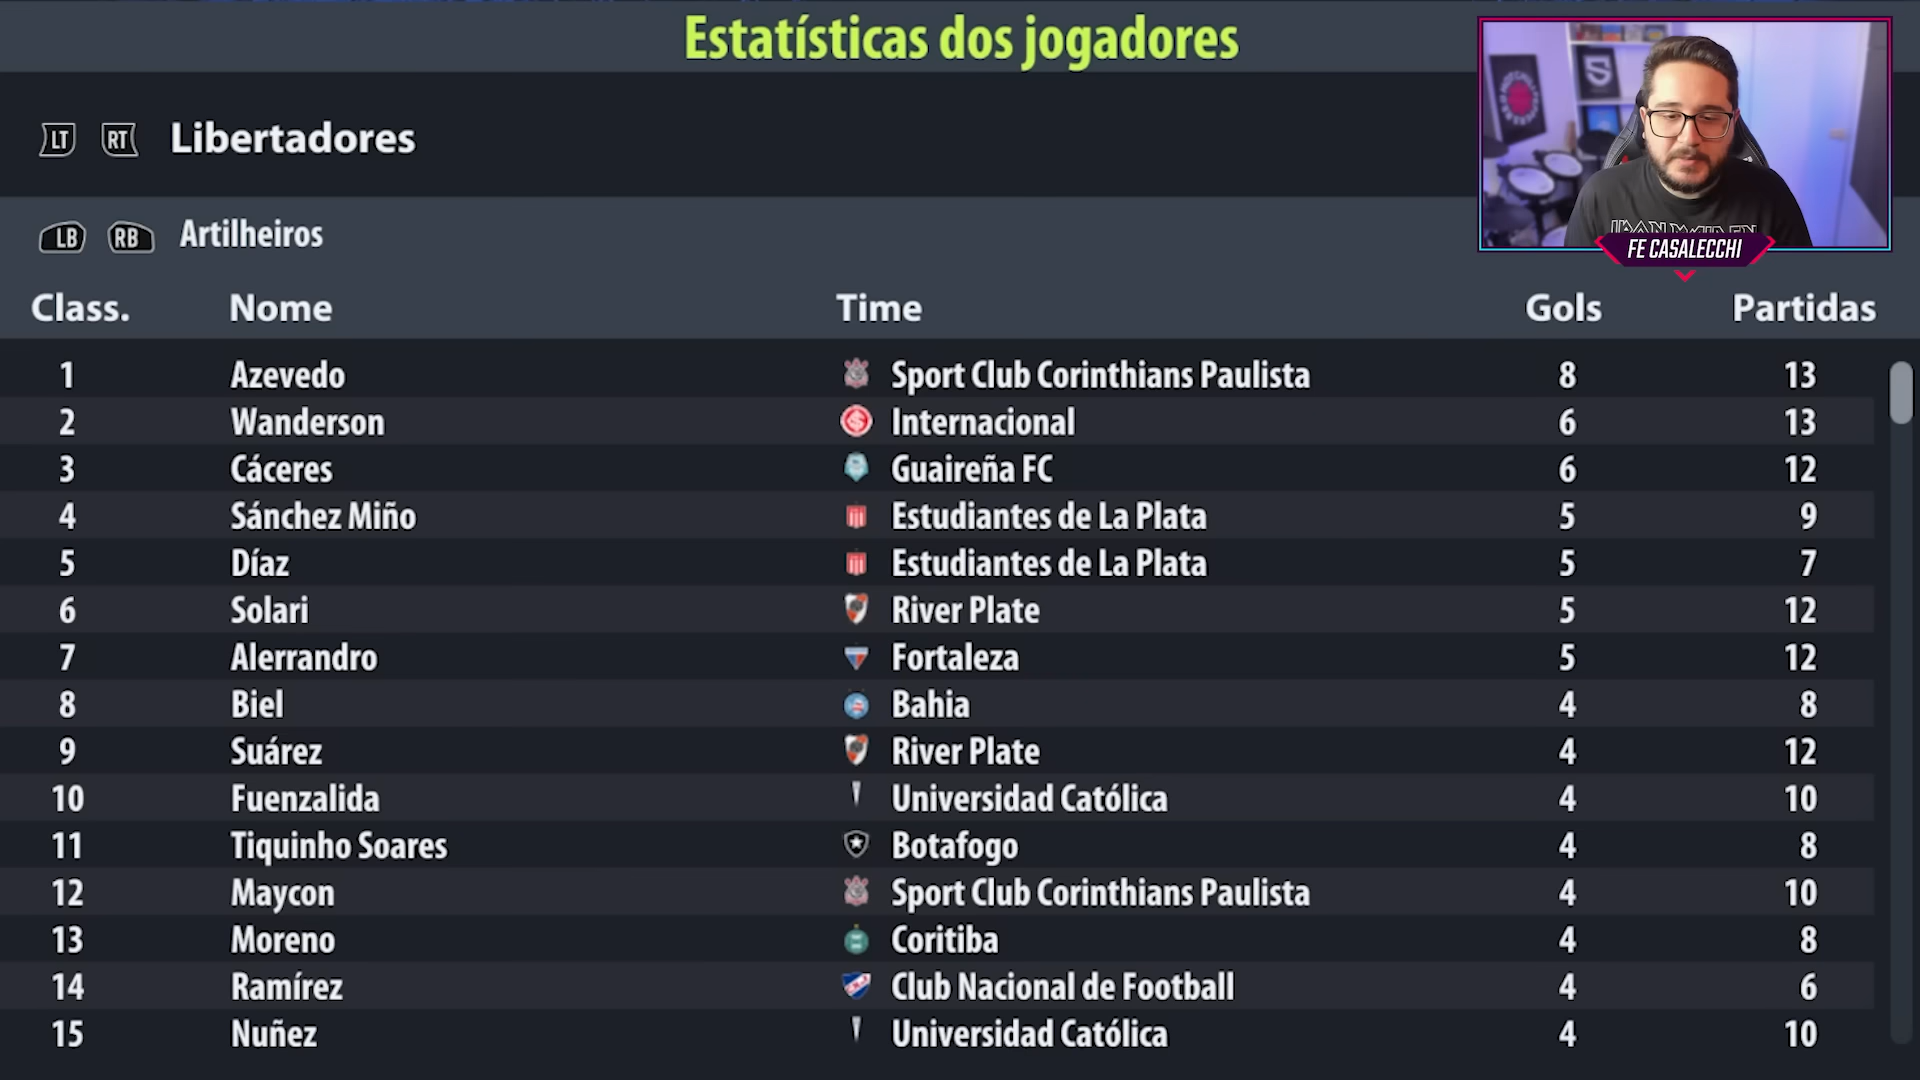 Estatísticas dos jogadores
LT RT Libertadores
LB RB Artilheiros
IRON MAIDEN
FE CASALECCHI
Class. Nome Time Gols Partidas
1 Azevedo Sport Club Corinthians Paulista 8 13
2 Wanderson Internacional 6 13
3 Cáceres Guaireña FC 6 12
4 Sánchez Miño Estudiantes de La Plata 5 9
5 Díaz Estudiantes de La Plata 5 7
6 Solari River Plate 5 12
7 Alerrandro Fortaleza 5 12
8 Biel Bahia 4 8
9 Suárez River Plate 4 12
10 Fuenzalida Universidad Católica 4 10
11 Tiquinho Soares Botafogo 4 8
12 Maycon Sport Club Corinthians Paulista 4 10
13 Moreno Coritiba 4 8
14 Ramírez Club Nacional de Football 4 6
15 Nuñez Universidad Católica 4 10